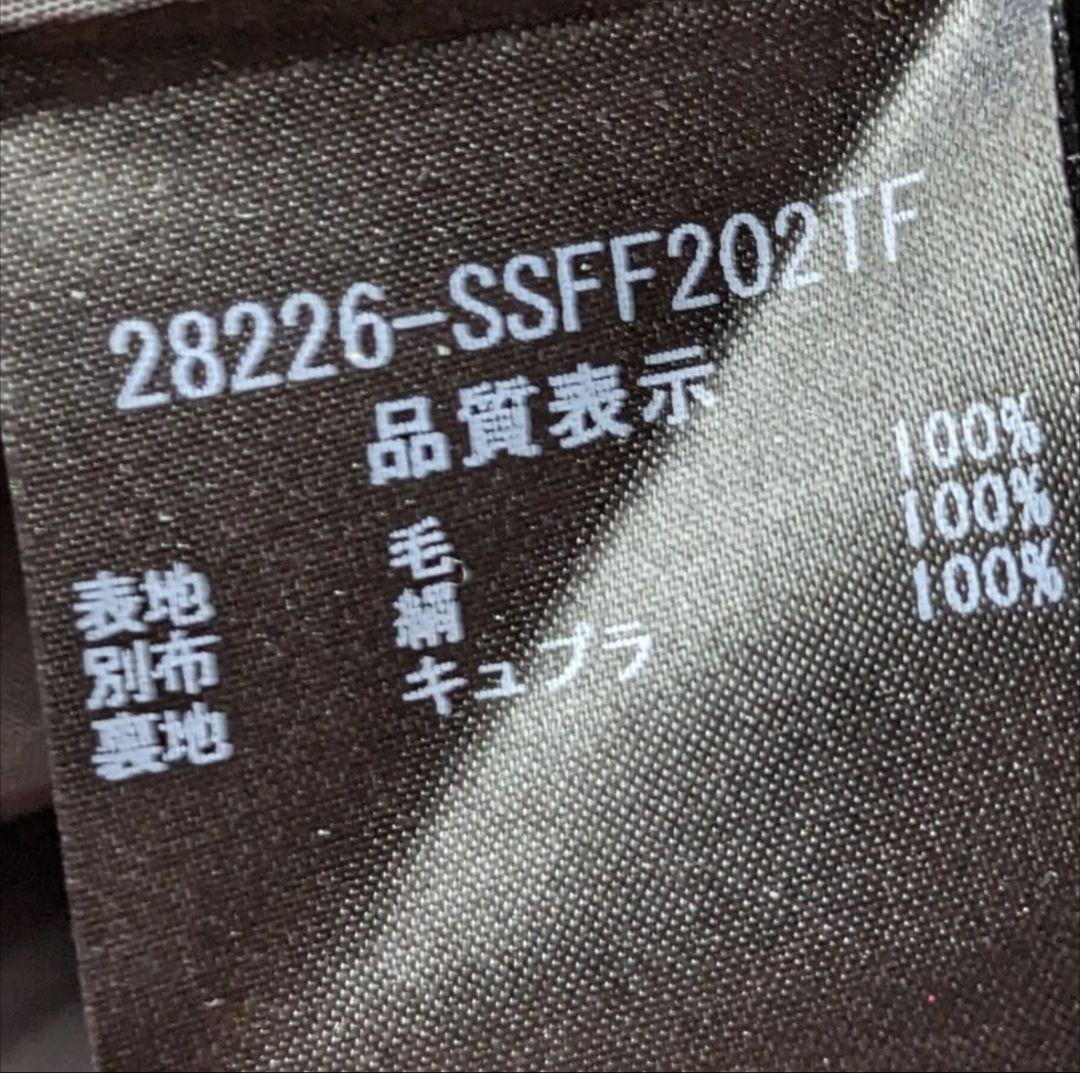 28226-SSFF202TF
品質表示
表地 毛 100%
別布 絹 100%
裏地 キュプラ 100%